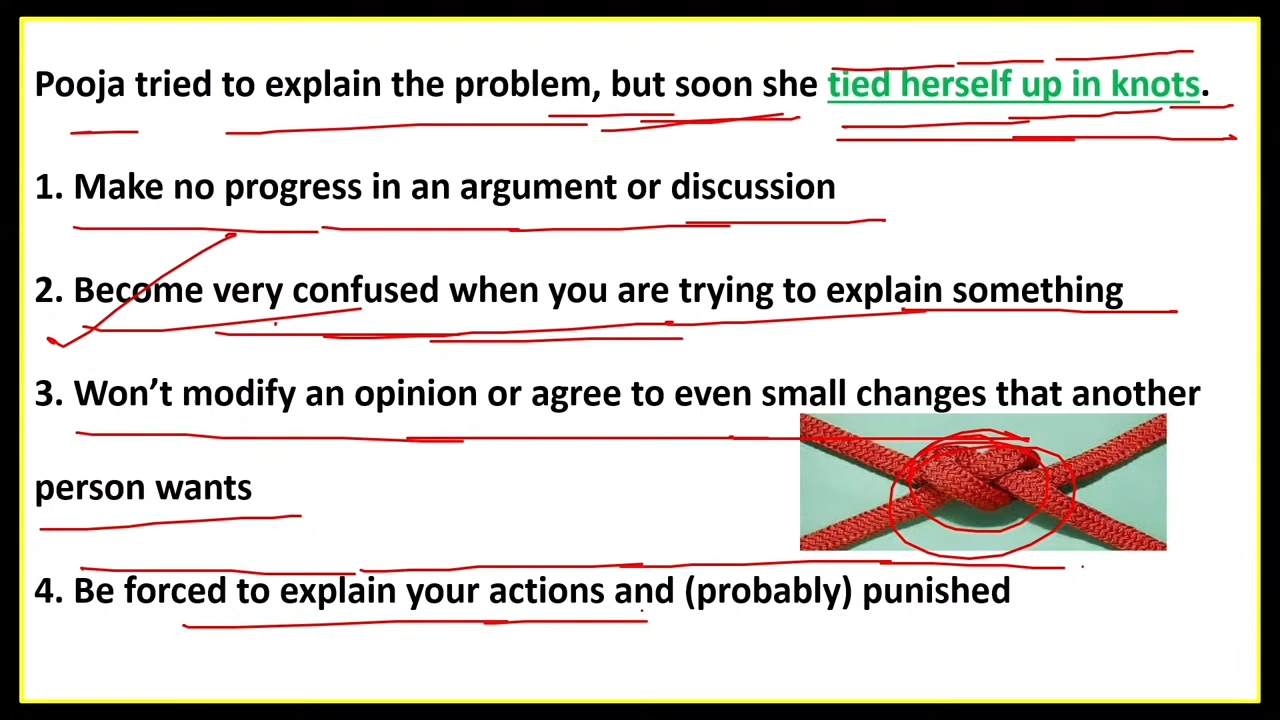 Pooja tried to explain the problem, but soon she tied herself up in knots.
1. Make no progress in an argument or discussion
2. Become very confused when you are trying to explain something
3. Won’t modify an opinion or agree to even small changes that another
person wants
4. Be forced to explain your actions and (probably) punished